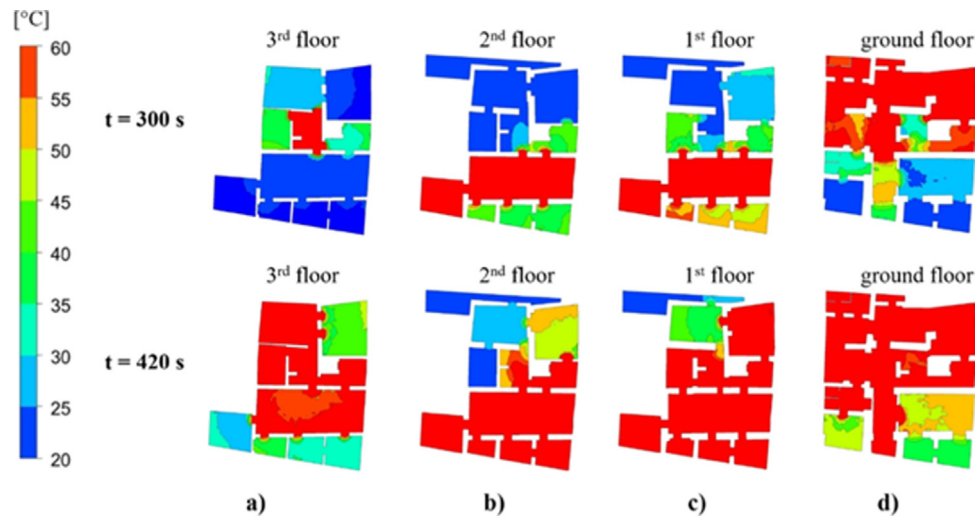 [°C]
60
55
50
45
40
35
30
25
20
3rd floor
2nd floor
1st floor
ground floor
t = 300 s
3rd floor
2nd floor
1st floor
ground floor
t = 420 s
a)
b)
c)
d)